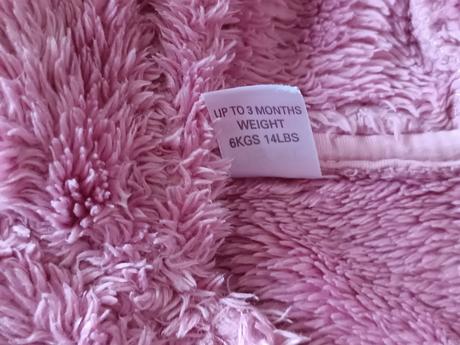 UP TO 3 MONTHS
WEIGHT
6KGS 14LBS